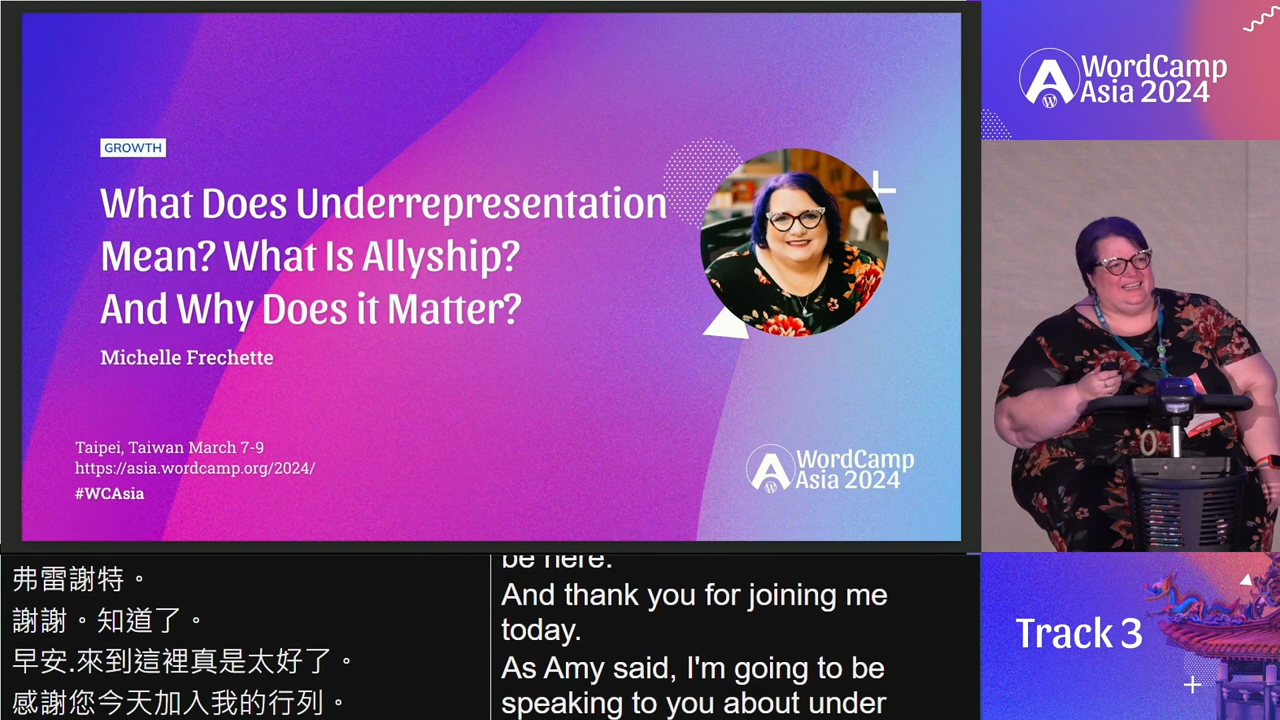 GROWTH
What Does Underrepresentation
Mean? What Is Allyship?
And Why Does it Matter?
Michelle Frechette
Taipei, Taiwan March 7-9
https://asia.wordcamp.org/2024/
#WCAsia
WordCamp
Asia 2024
WordCamp
Asia 2024
弗雷謝特。
謝謝。知道了。
早安.來到這裡真是太好了。
感謝您今天加入我的行列。
be here.
And thank you for joining me
today.
As Amy said, I'm going to be
speaking to you about under
Track 3